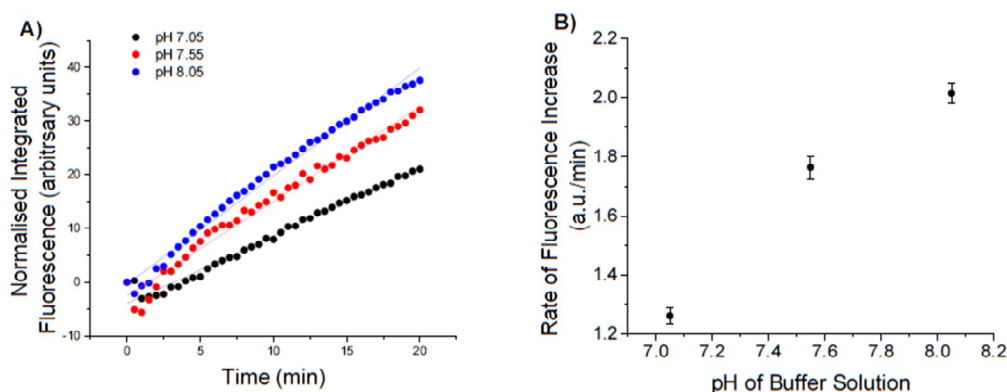 A)
pH 7.05
pH 7.55
pH 8.05
Normalised Integrated
Fluorescence (arbitrsary units)
40
30
20
10
0
-10
0
5
10
15
20
Time (min)
B)
Rate of Fluorescence Increase
(a.u./min)
2.2
2.0
1.8
1.6
1.4
1.2
7.0
7.2
7.4
7.6
7.8
8.0
8.2
pH of Buffer Solution